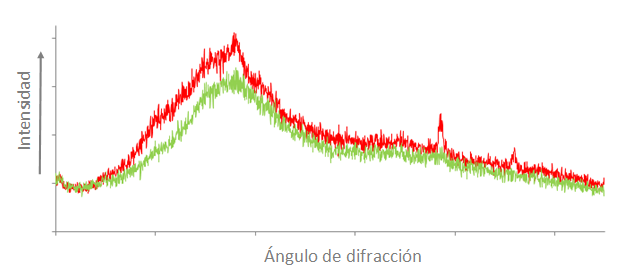 Intensidad
Ángulo de difracción